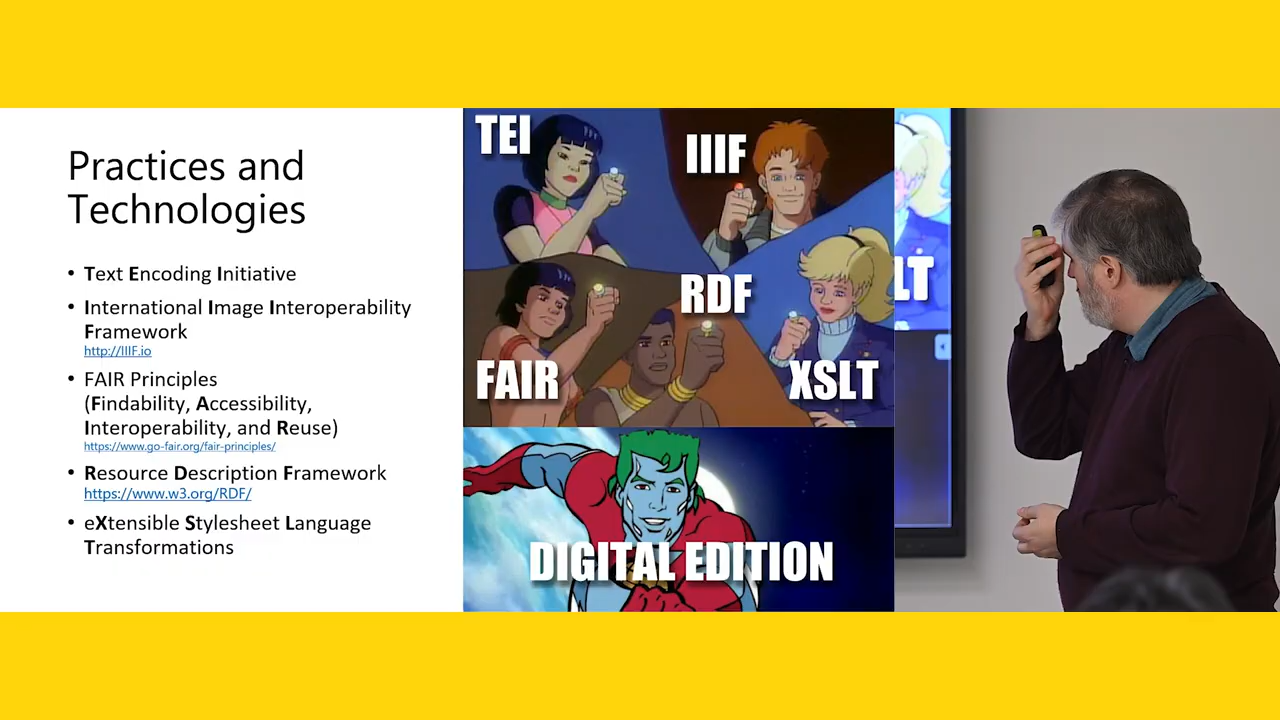 Practices and
Technologies
• Text Encoding Initiative
• International Image Interoperability
Framework
http://IIIF.io
• FAIR Principles
(Findability, Accessibility,
Interoperability, and Reuse)
https://www.go-fair.org/fair-principles/
• Resource Description Framework
https://www.w3.org/RDF/
• eXtensible Stylesheet Language
Transformations
TEI
IIIF
RDF
FAIR
XSLT
DIGITAL EDITION
LT